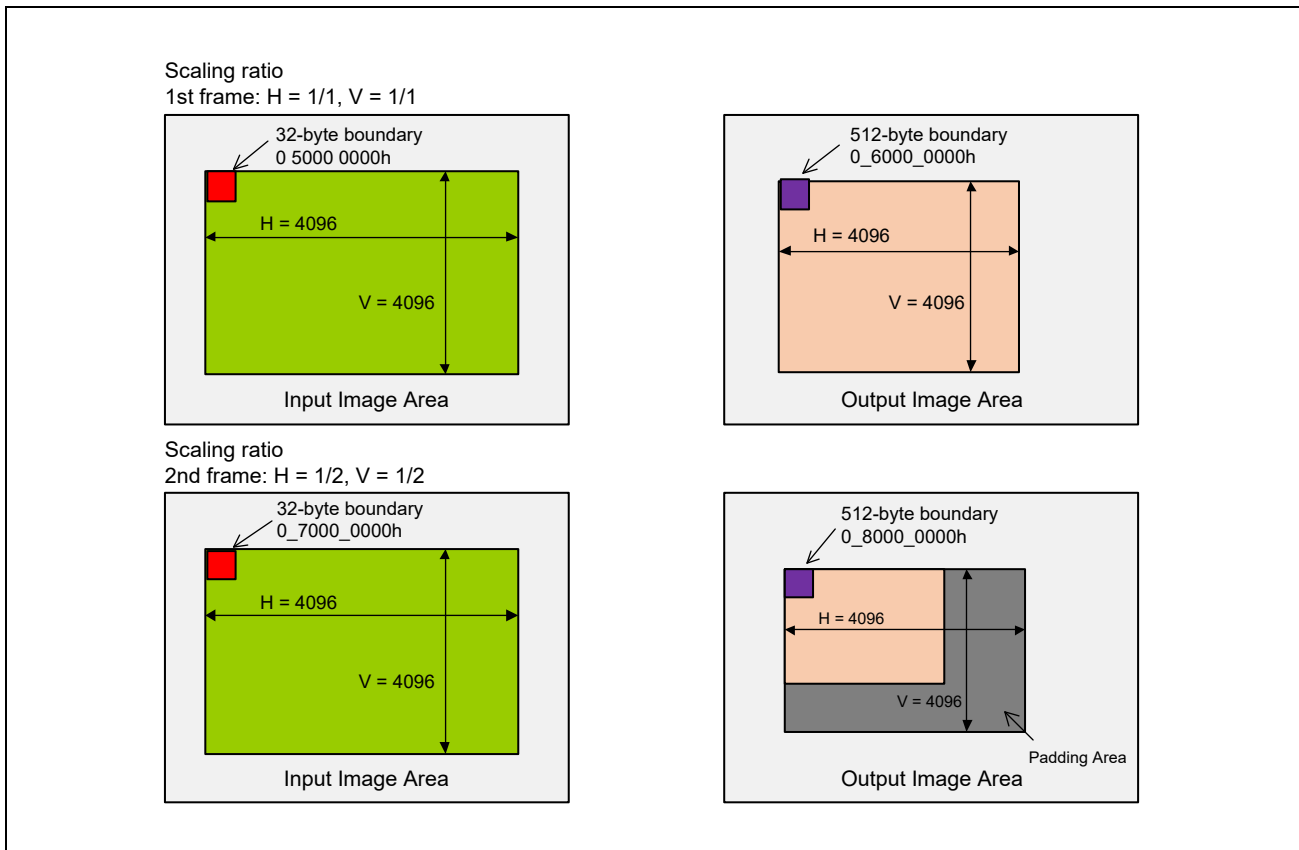 Scaling ratio
1st frame: H = 1/1, V = 1/1
32-byte boundary
0 5000 0000h
H = 4096
V = 4096
Input Image Area
512-byte boundary
0_6000_0000h
H = 4096
V = 4096
Output Image Area
Scaling ratio
2nd frame: H = 1/2, V = 1/2
32-byte boundary
0_7000_0000h
H = 4096
V = 4096
Input Image Area
512-byte boundary
0_8000_0000h
H = 4096
V = 4096
Padding Area
Output Image Area